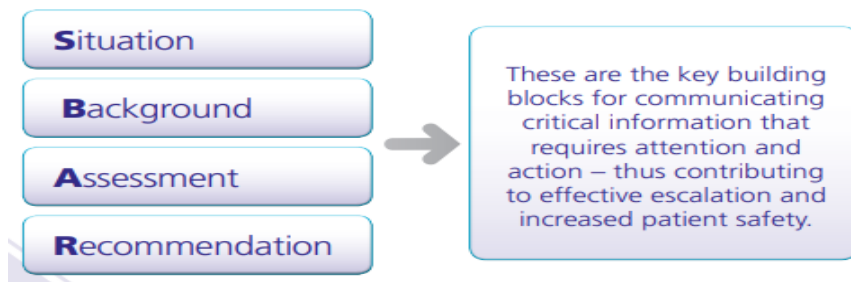 Situation
Background
Assessment
Recommendation
These are the key building
blocks for communicating
critical information that
requires attention and
action – thus contributing
to effective escalation and
increased patient safety.